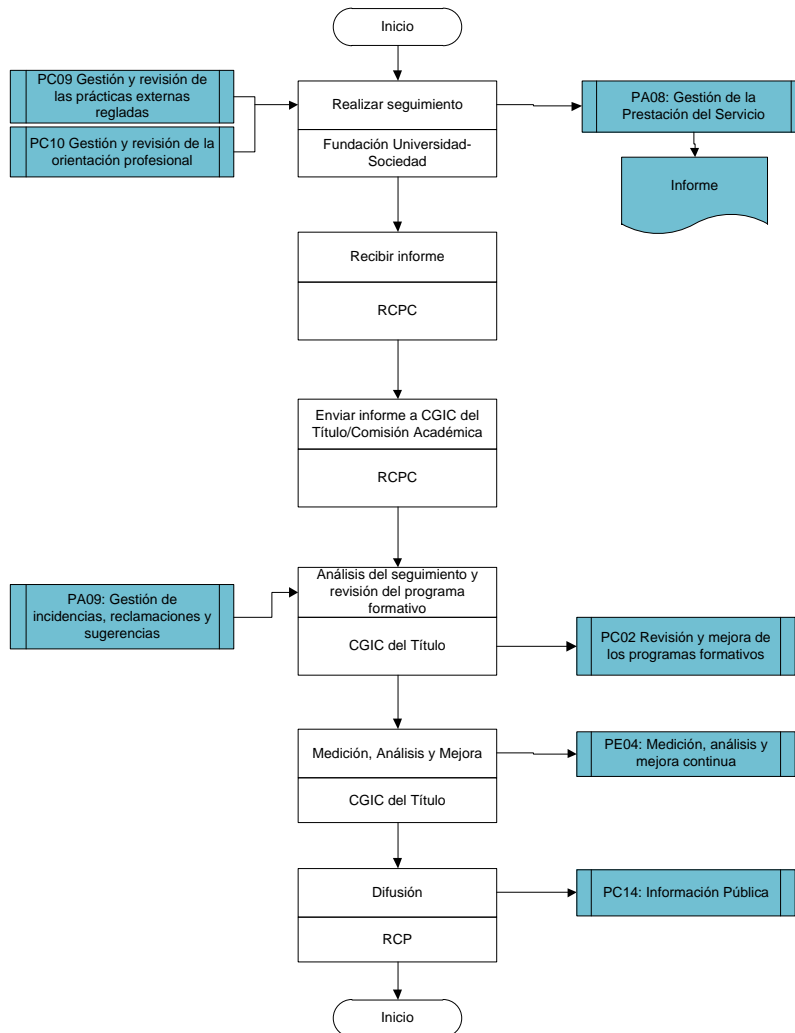 Inicio
PC09 Gestión y revisión de
las prácticas externas
regladas
PC10 Gestión y revisión de la
orientación profesional
Realizar seguimiento
Fundación Universidad-
Sociedad
PA08: Gestión de la
Prestación del Servicio
Informe
Recibir informe
RCPC
Enviar informe a CGIC del
Título/Comisión Académica
RCPC
PA09: Gestión de
incidencias, reclamaciones y
sugerencias
Análisis del seguimiento y
revisión del programa
formativo
CGIC del Título
PC02 Revisión y mejora de
los programas formativos
Medición, Análisis y Mejora
CGIC del Título
PE04: Medición, análisis y
mejora continua
Difusión
RCP
PC14: Información Pública
Inicio